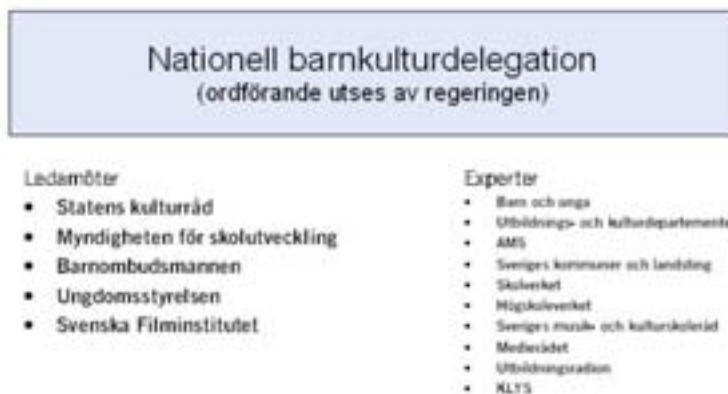 Nationell barnkulturdelegation
(ordförande utses av regeringen)
Ledamöter
• Statens kulturråd
• Myndigheten för skolutveckling
• Barnombudsmannen
• Ungdomsstyrelsen
• Svenska Filminstitutet
Experter
• Barn och unga
• Utbildnings- och kulturdepartemente
• AMS
• Sveriges kommuner och landsting
• Skolverket
• Högskoleverket
• Sveriges musik- och kulturskoleråd
• Medierådet
• Utbildningsradion
• KLYS